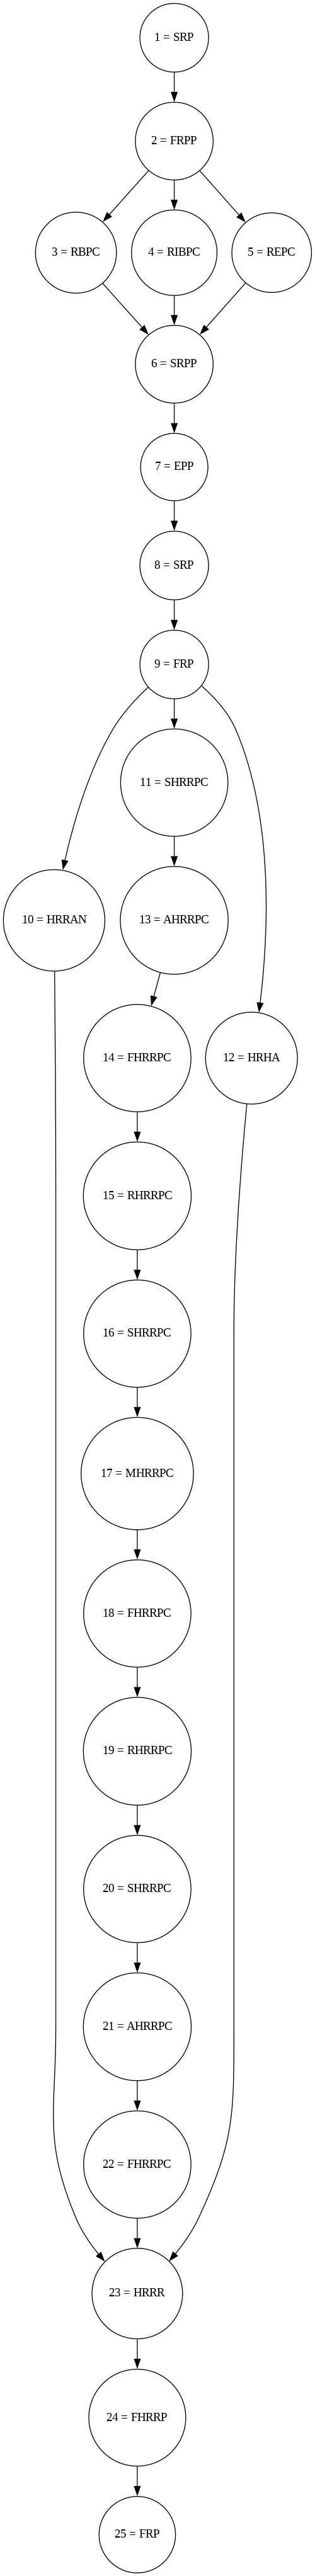 1 = SRP
2 = FRPP
3 = RBPC
4 = RIBPC
5 = REPC
6 = SRPP
7 = EPP
8 = SRP
9 = FRP
11 = SHRRPC
10 = HRRAN
13 = AHRRPC
14 = FHRRPC
12 = HRHA
15 = RHRRPC
16 = SHRRPC
17 = MHRRPC
18 = FHRRPC
19 = RHRRPC
20 = SHRRPC
21 = AHRRPC
22 = FHRRPC
23 = HRRR
24 = FHRRP
25 = FRP